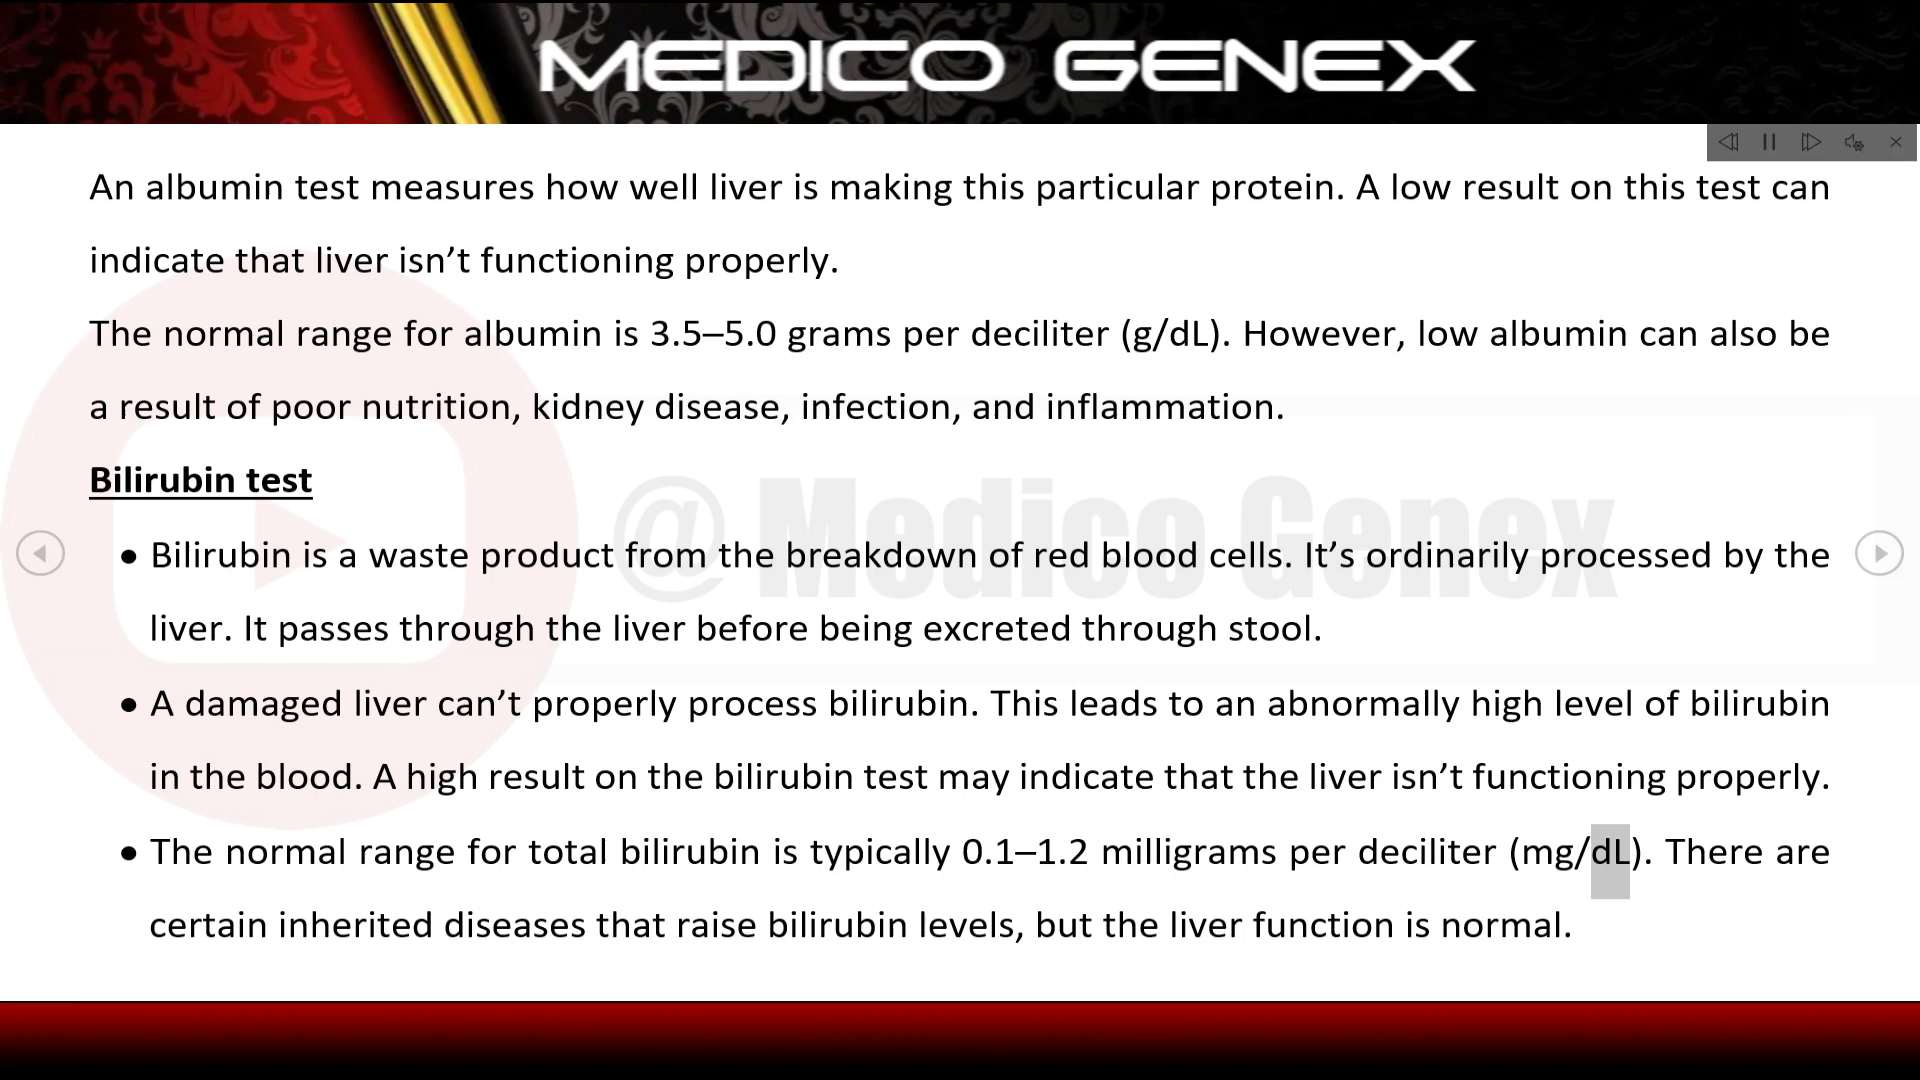 MEDICO GENEX
An albumin test measures how well liver is making this particular protein. A low result on this test can
indicate that liver isn’t functioning properly.
The normal range for albumin is 3.5–5.0 grams per deciliter (g/dL). However, low albumin can also be
a result of poor nutrition, kidney disease, infection, and inflammation.
Bilirubin test
@Medico Genex
• Bilirubin is a waste product from the breakdown of red blood cells. It’s ordinarily processed by the
liver. It passes through the liver before being excreted through stool.
• A damaged liver can’t properly process bilirubin. This leads to an abnormally high level of bilirubin
in the blood. A high result on the bilirubin test may indicate that the liver isn’t functioning properly.
• The normal range for total bilirubin is typically 0.1–1.2 milligrams per deciliter (mg/dL). There are
certain inherited diseases that raise bilirubin levels, but the liver function is normal.